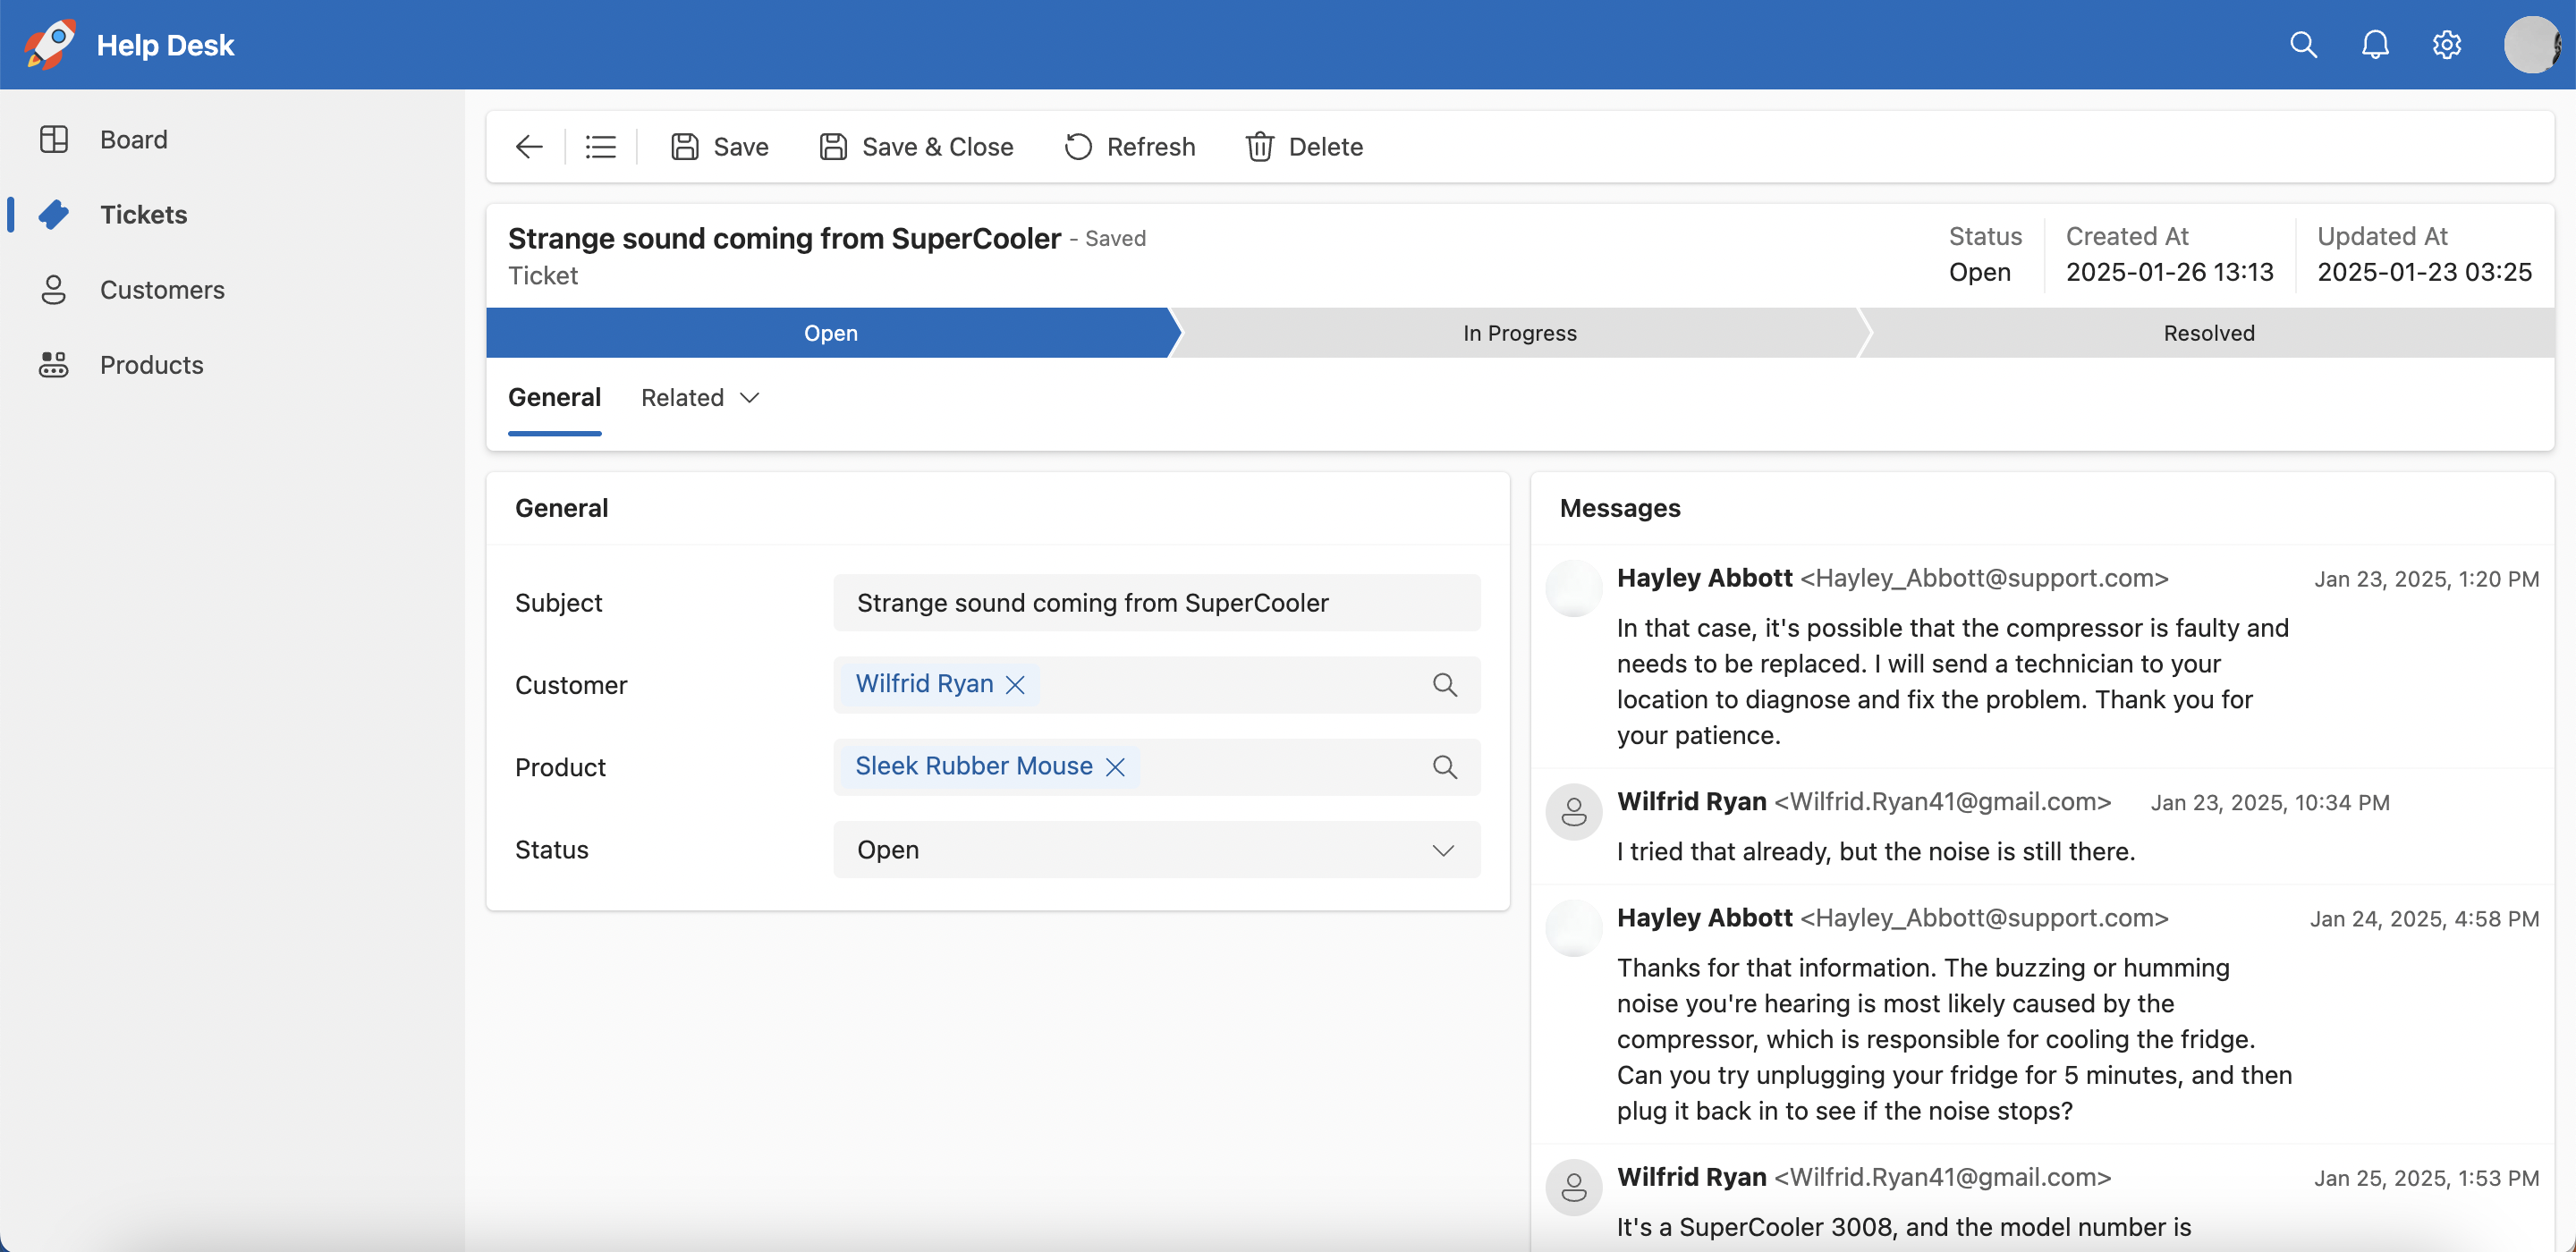 Help Desk
Board
Tickets
Customers
Products
Save
Save & Close
Refresh
Delete
Strange sound coming from SuperCooler - Saved
Ticket
Status
Open
Created At
2025-01-26 13:13
Updated At
2025-01-23 03:25
Open
In Progress
Resolved
General
Related
General
Subject
Strange sound coming from SuperCooler
Customer
Wilfrid Ryan
Product
Sleek Rubber Mouse
Status
Open
Messages
Hayley Abbott <Hayley_Abbott@support.com> Jan 23, 2025, 1:20 PM
In that case, it's possible that the compressor is faulty and
needs to be replaced. I will send a technician to your
location to diagnose and fix the problem. Thank you for
your patience.
Wilfrid Ryan <Wilfrid.Ryan41@gmail.com> Jan 23, 2025, 10:34 PM
I tried that already, but the noise is still there.
Hayley Abbott <Hayley_Abbott@support.com> Jan 24, 2025, 4:58 PM
Thanks for that information. The buzzing or humming
noise you're hearing is most likely caused by the
compressor, which is responsible for cooling the fridge.
Can you try unplugging your fridge for 5 minutes, and then
plug it back in to see if the noise stops?
Wilfrid Ryan <Wilfrid.Ryan41@gmail.com> Jan 25, 2025, 1:53 PM
It's a SuperCooler 3008, and the model number is